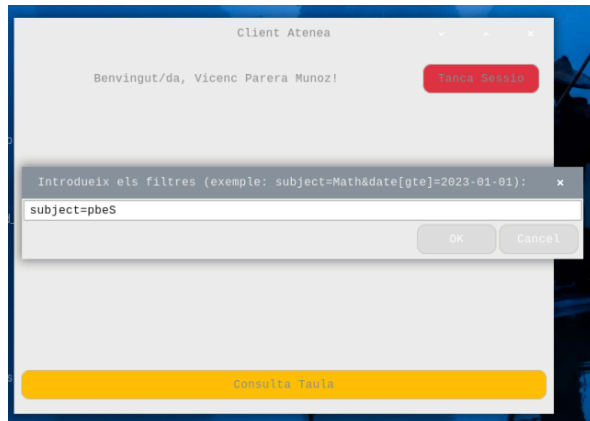 Client Atenea
Benvingut/da, Vicenc Parera Munoz!
Tanca Sessio
Introdueix els filtres (exemple: subject=Math&date[gte]=2023-01-01):
subject=pbeS
OK
Cancel
Consulta Taula